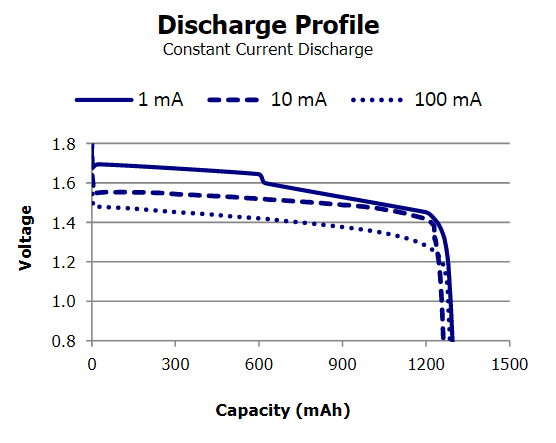 Discharge Profile
Constant Current Discharge
1 mA 10 mA 100 mA
1.8
1.6
1.4
1.2
1.0
0.8
Voltage
0 300 600 900 1200 1500
Capacity (mAh)